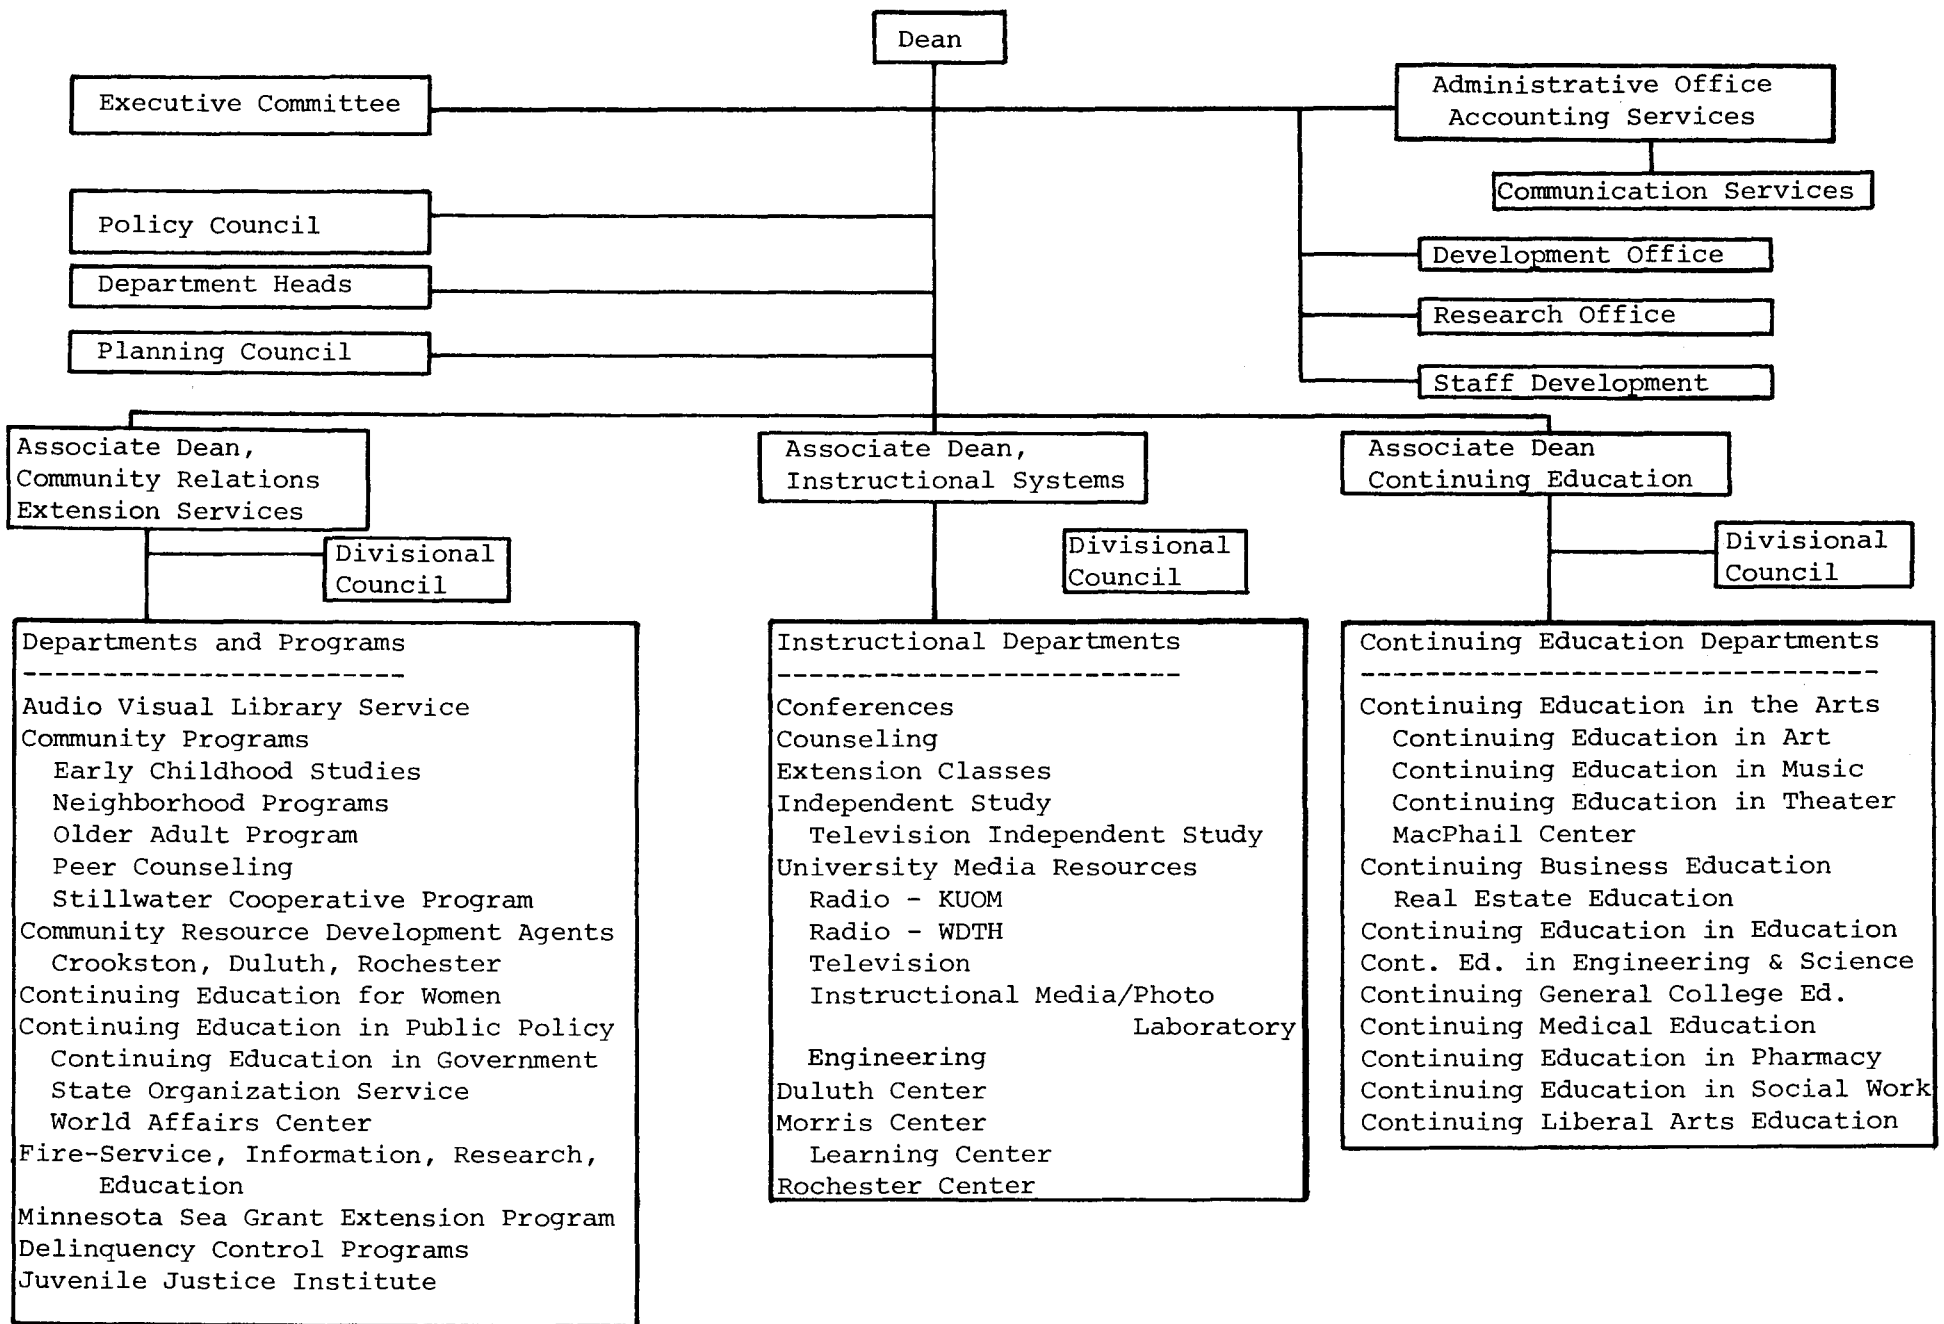 Dean
Executive Committee
Administrative Office
Accounting Services
Communication Services
Policy Council
Department Heads
Planning Council
Development Office
Research Office
Staff Development
Associate Dean,
Community Relations
Extension Services
Divisional
Council
Departments and Programs
------------------------
Audio Visual Library Service
Community Programs
Early Childhood Studies
Neighborhood Programs
Older Adult Program
Peer Counseling
Stillwater Cooperative Program
Community Resource Development Agents
Crookston, Duluth, Rochester
Continuing Education for Women
Continuing Education in Public Policy
Continuing Education in Government
State Organization Service
World Affairs Center
Fire-Service, Information, Research,
Education
Minnesota Sea Grant Extension Program
Delinquency Control Programs
Juvenile Justice Institute
Associate Dean,
Instructional Systems
Divisional
Council
Instructional Departments
-------------------------
Conferences
Counseling
Extension Classes
Independent Study
Television Independent Study
University Media Resources
Radio - KUOM
Radio - WDTH
Television
Instructional Media/Photo
Laboratory
Engineering
Duluth Center
Morris Center
Learning Center
Rochester Center
Associate Dean
Continuing Education
Divisional
Council
Continuing Education Departments
--------------------------------
Continuing Education in the Arts
Continuing Education in Art
Continuing Education in Music
Continuing Education in Theater
MacPhail Center
Continuing Business Education
Real Estate Education
Continuing Education in Education
Cont. Ed. in Engineering & Science
Continuing General College Ed.
Continuing Medical Education
Continuing Education in Pharmacy
Continuing Education in Social Work
Continuing Liberal Arts Education